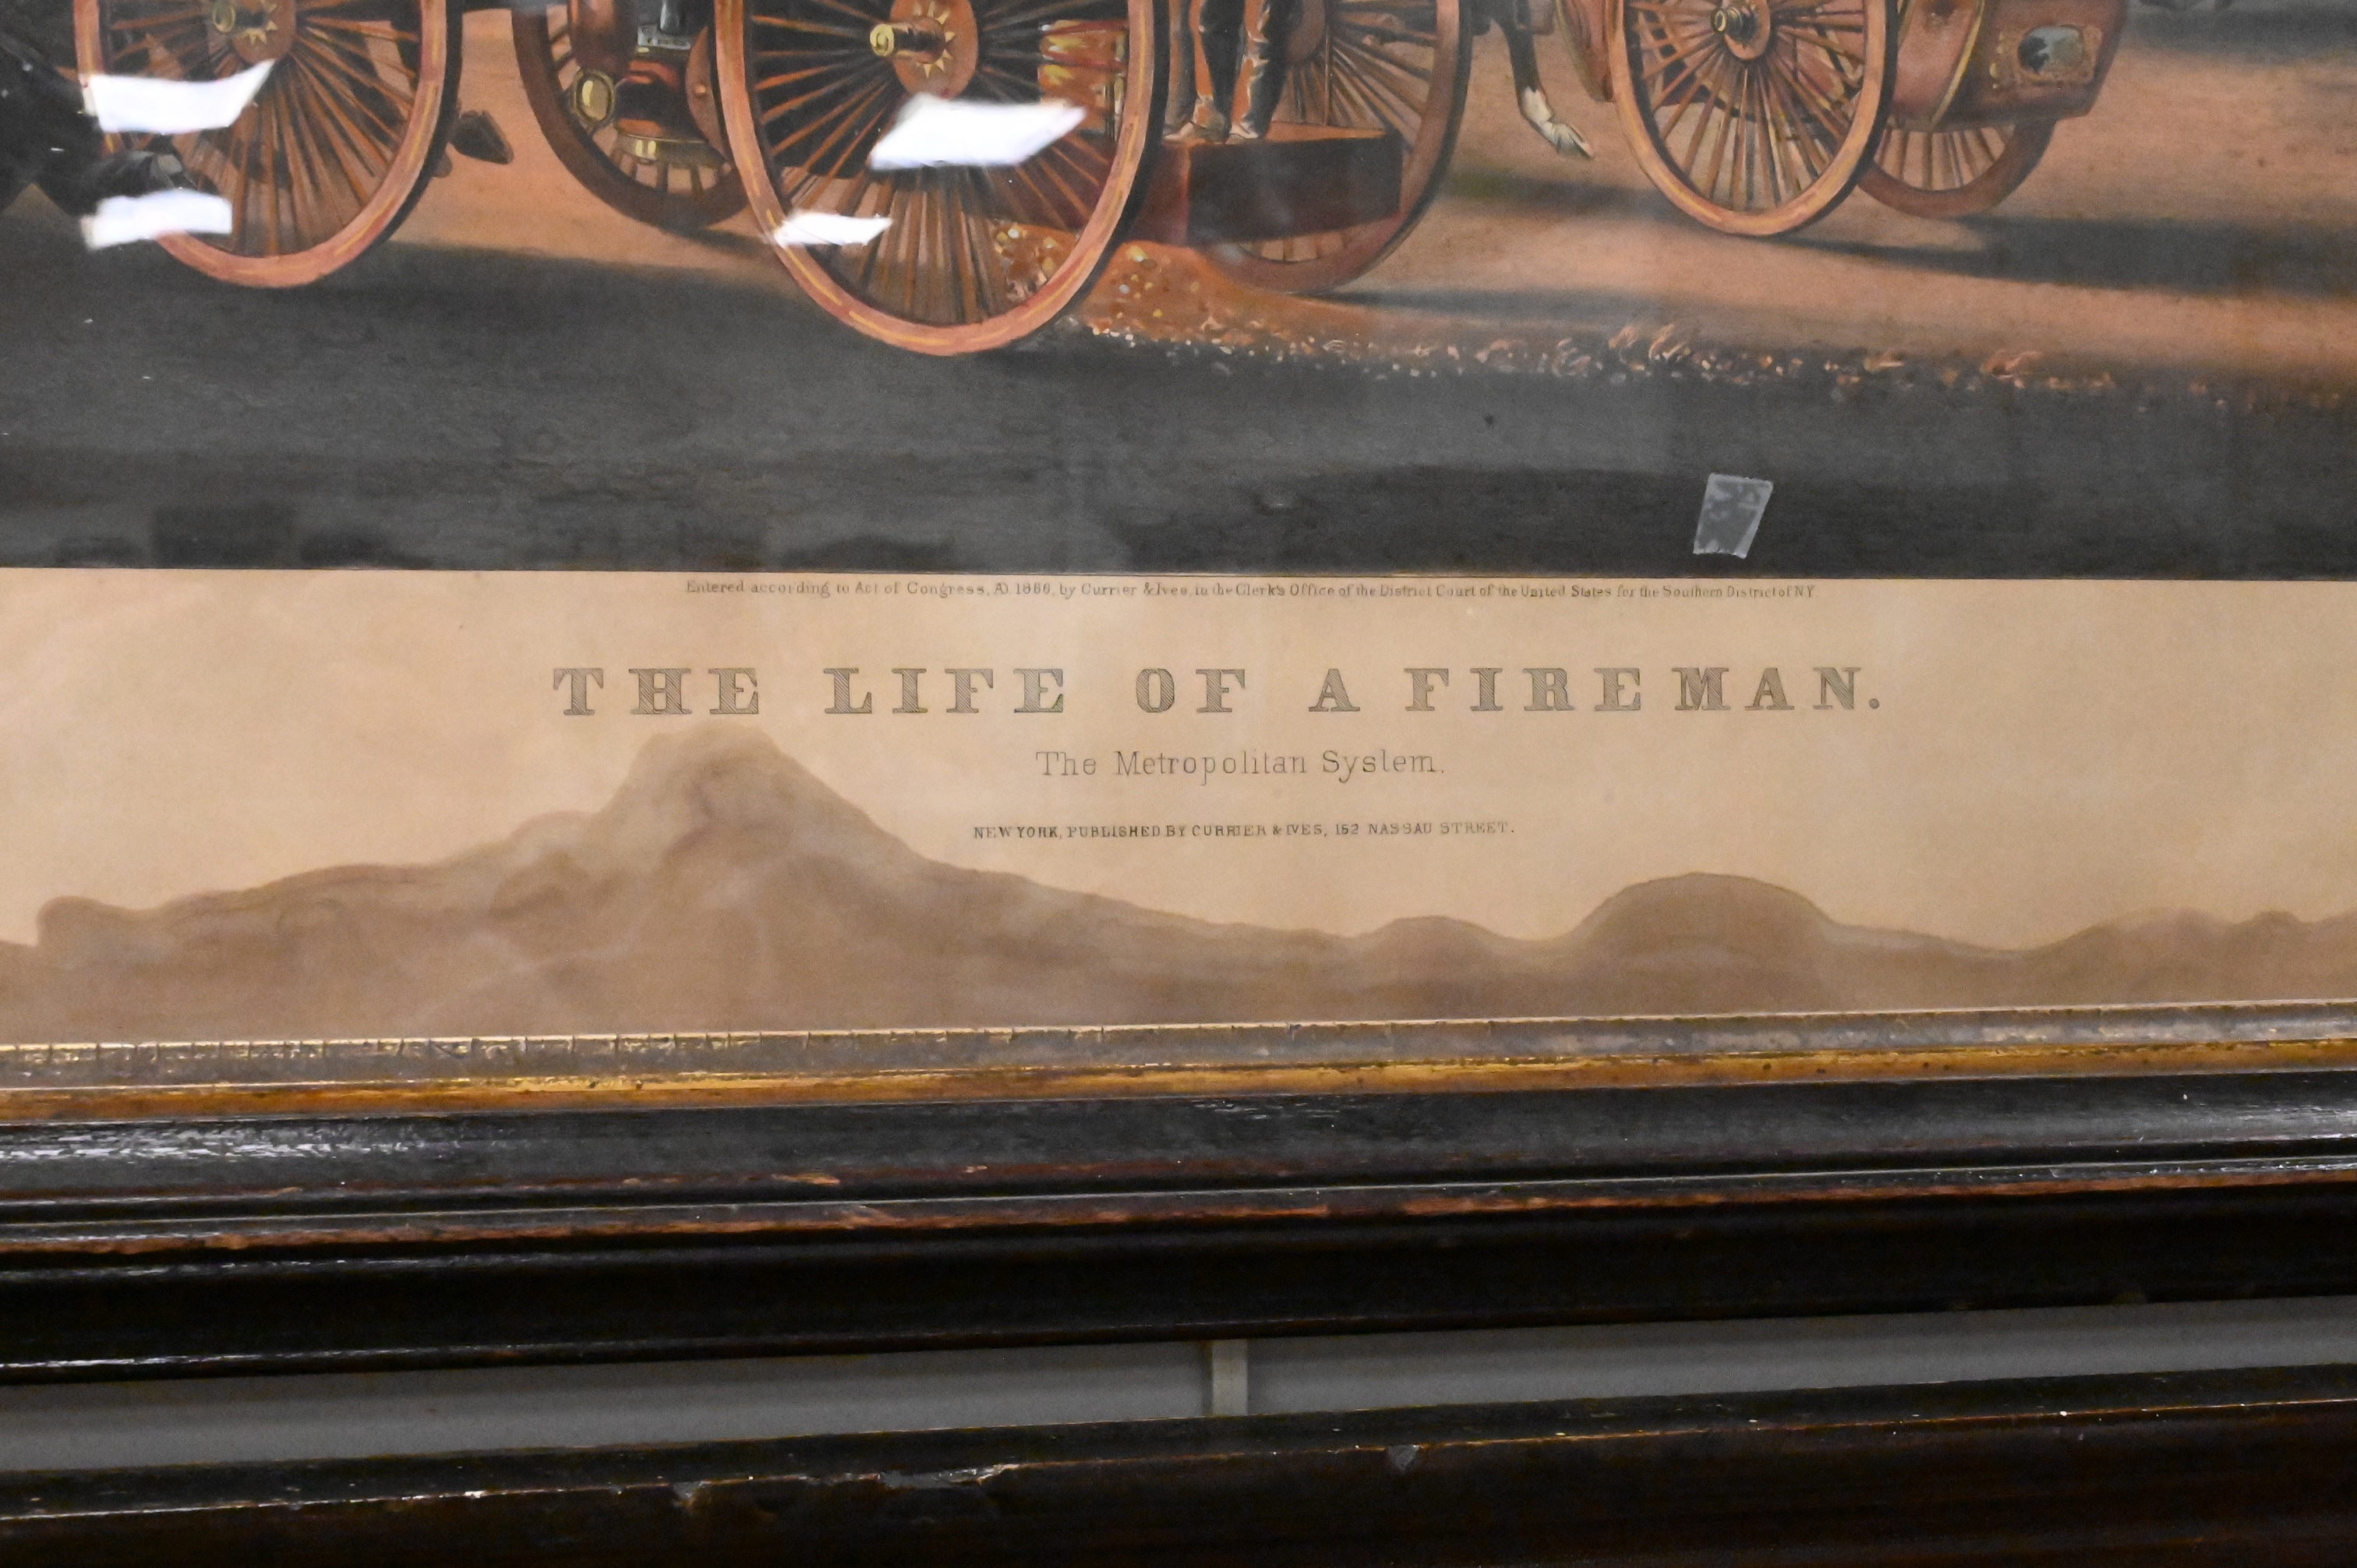 Entered according to Act of Congress, AD. 1866, by Currier & Ives, in the Clerk's Office of the District Court of the United States for the Southern District of NY.
THE LIFE OF A FIREMAN.
The Metropolitan System.
NEW YORK, PUBLISHED BY CURRIER & IVES, 152 NASSAU STREET.